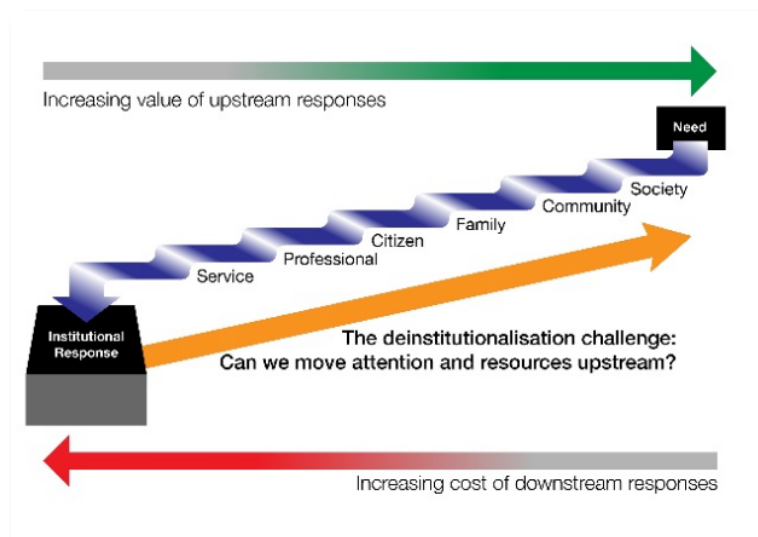 Increasing value of upstream responses
Need
Society
Community
Family
Citizen
Professional
Service
Institutional
Response
The deinstitutionalisation challenge:
Can we move attention and resources upstream?
Increasing cost of downstream responses